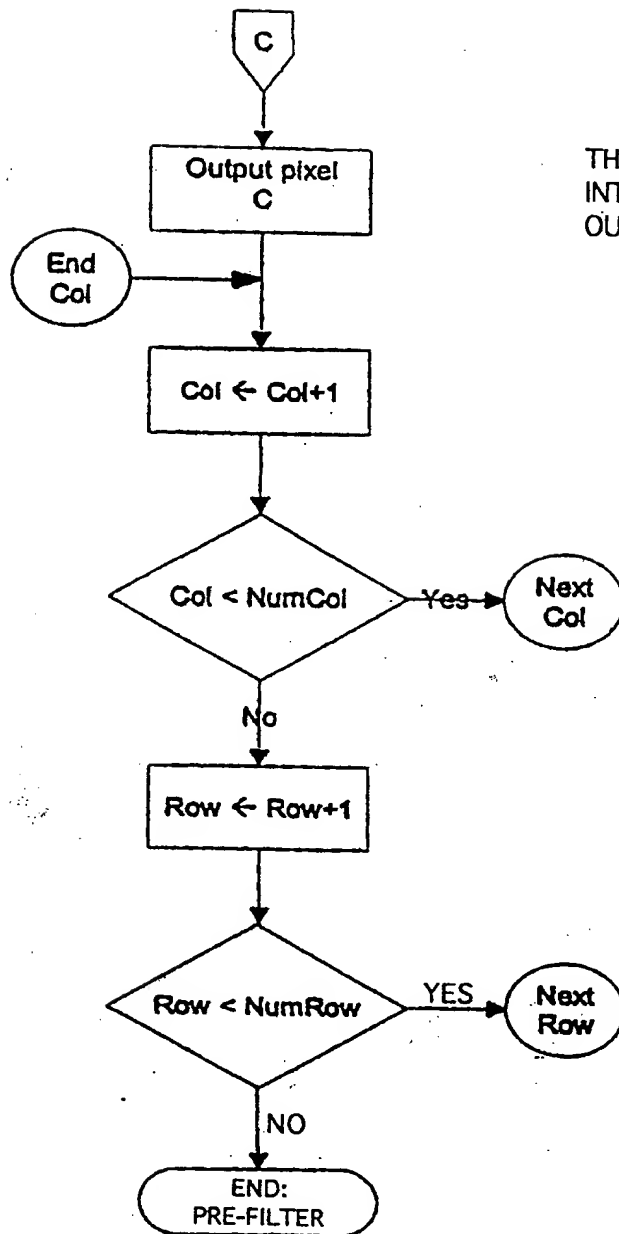 C
Output pixel
C
TH
INT
OU
End
Col
Col ← Col+1
Col < NumCol
Yes
Next
Col
No
Row ← Row+1
Row < NumRow
YES
Next
Row
NO
END:
PRE-FILTER